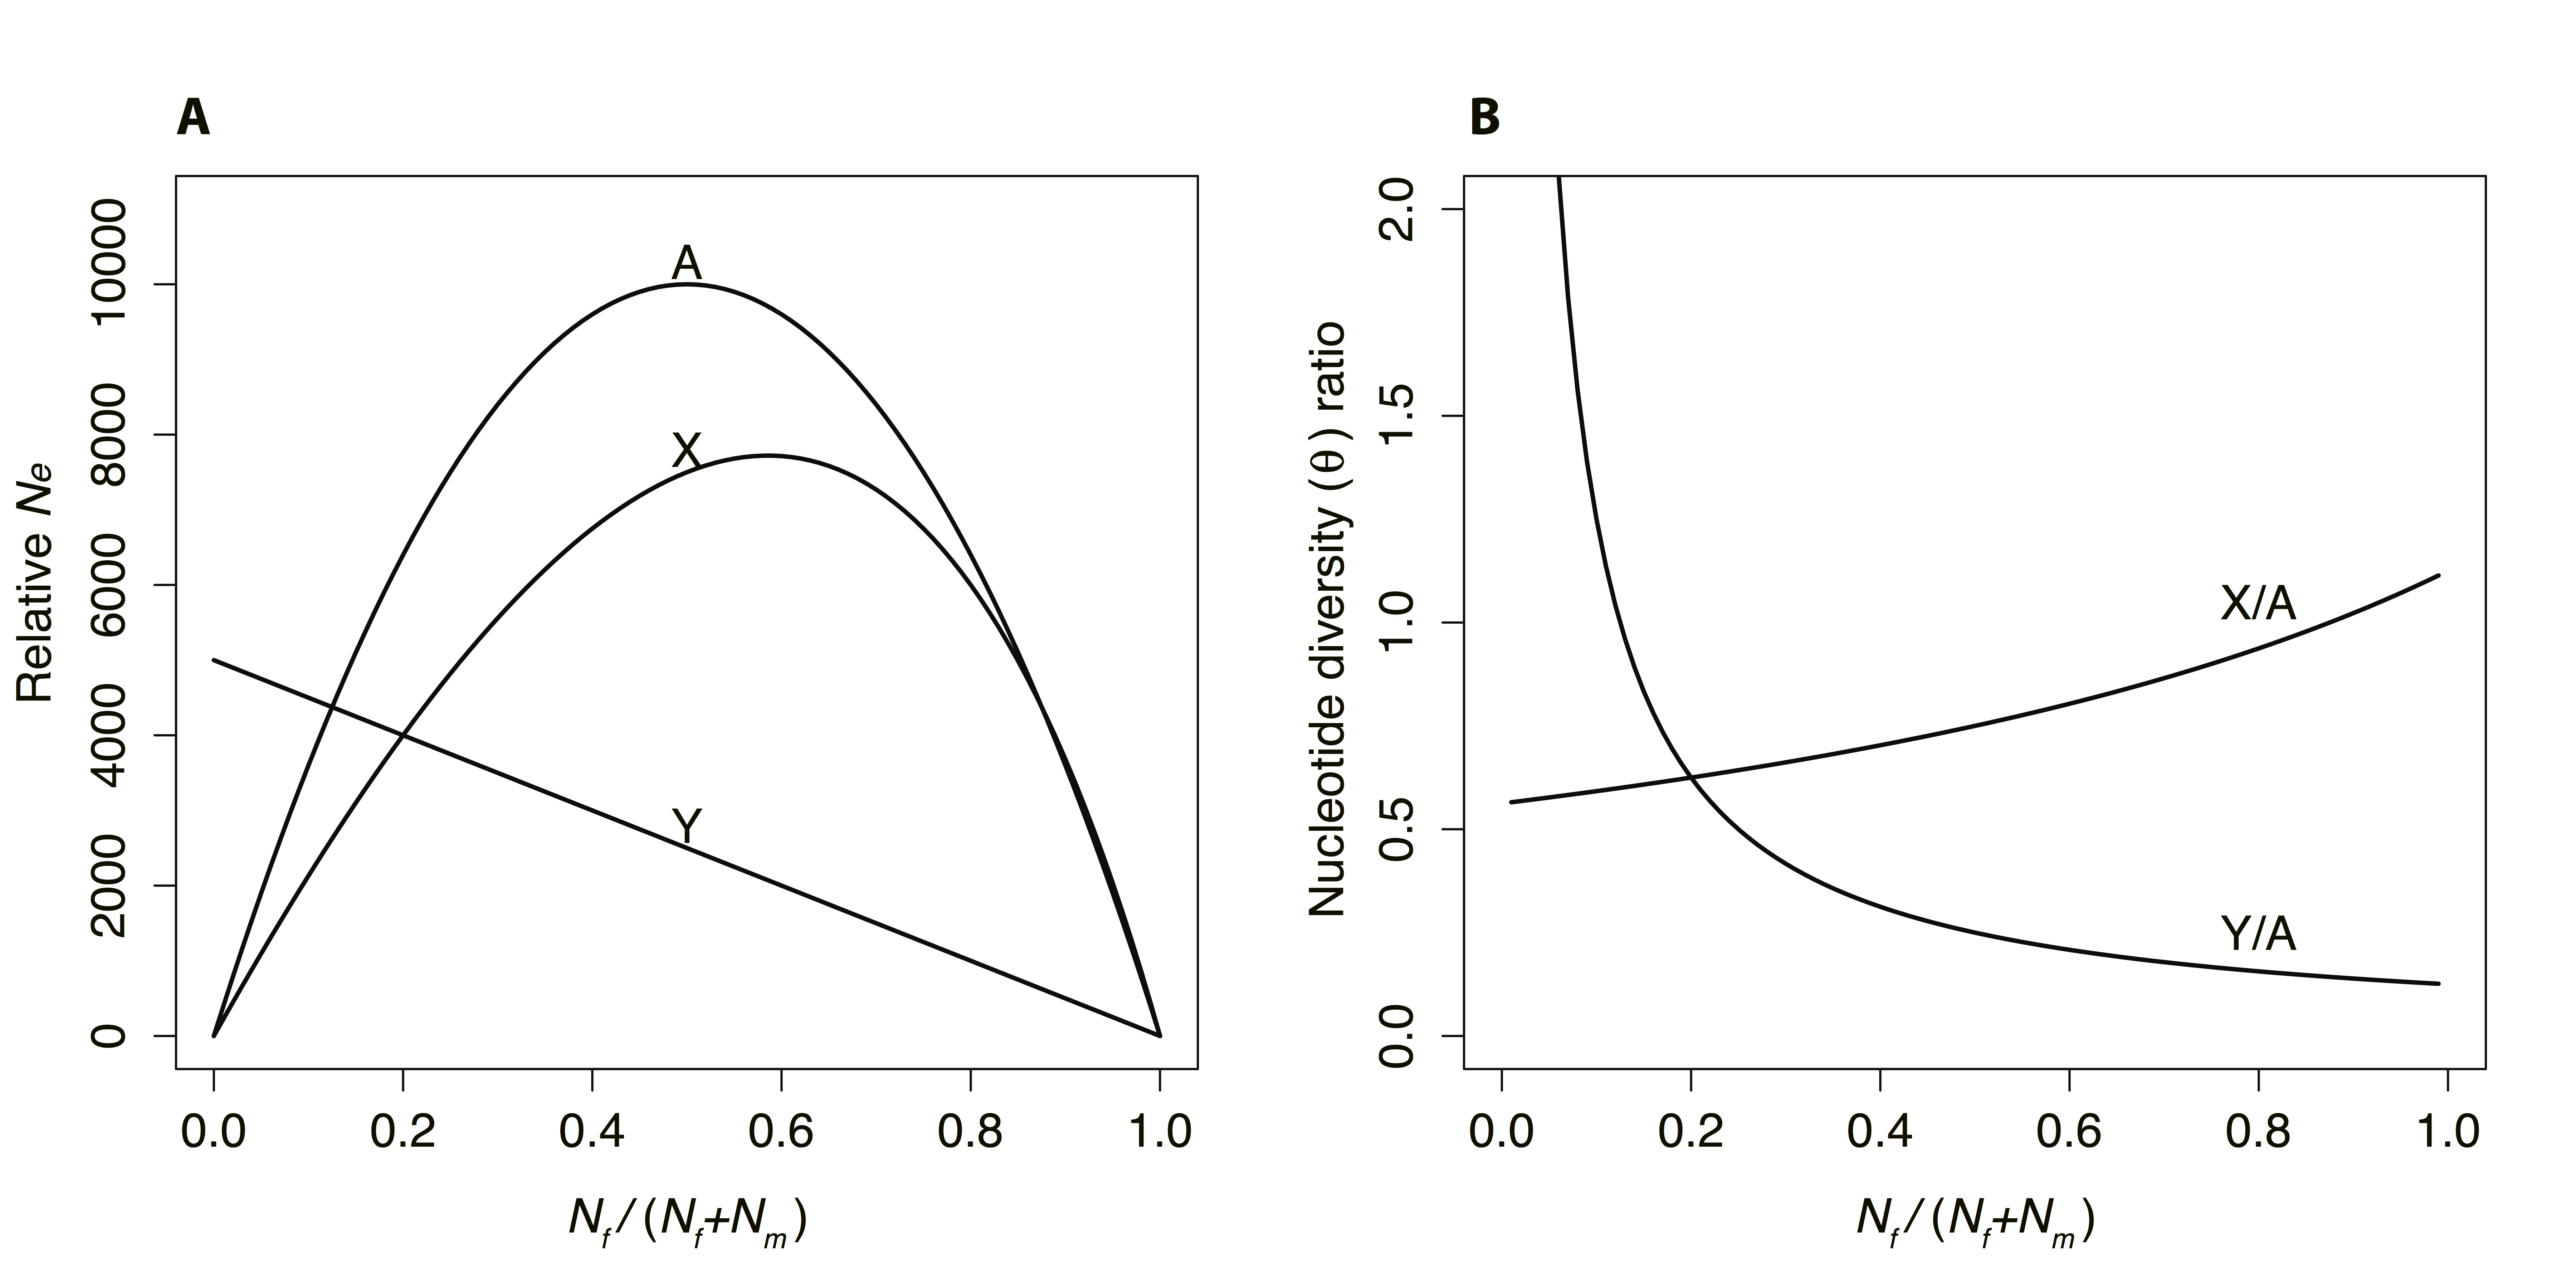 A
Relative Ne
10000
8000
6000
4000
2000
0
A
X
Y
0.0 0.2 0.4 0.6 0.8 1.0
Nf / (Nf+Nm)
B
Nucleotide diversity (θ) ratio
2.0
1.5
1.0
0.5
0.0
X/A
Y/A
0.0 0.2 0.4 0.6 0.8 1.0
Nf / (Nf+Nm)